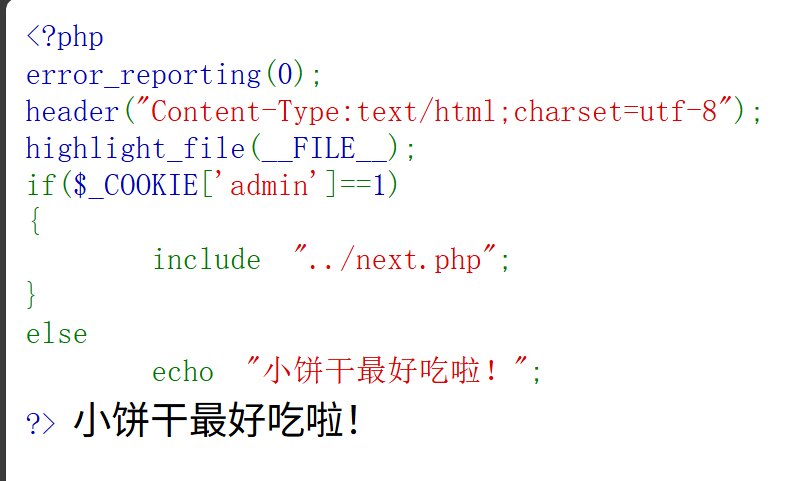 <?php
error_reporting(0);
header("Content-Type:text/html;charset=utf-8");
highlight_file(__FILE__);
if($_COOKIE['admin']==1)
{
        include  "../next.php";
}
else
        echo  "小饼干最好吃啦！";
?> 小饼干最好吃啦！